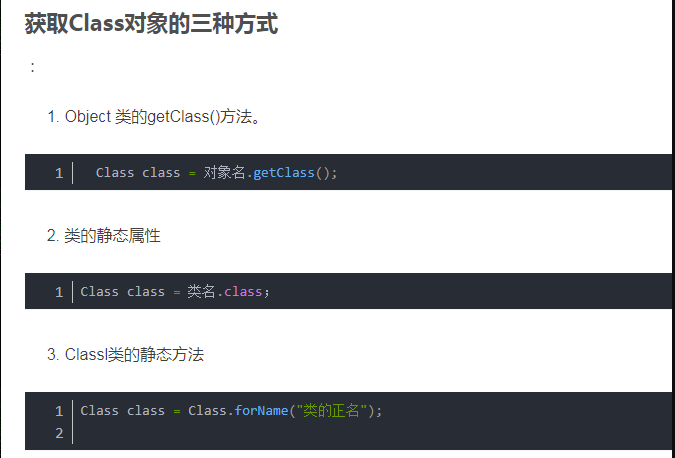 获取Class对象的三种方式
：
1. Object 类的getClass()方法。
1 Class class = 对象名.getClass();
2. 类的静态属性
1 Class class = 类名.class；
3. Classl类的静态方法
1 Class class = Class.forName("类的正名");
2